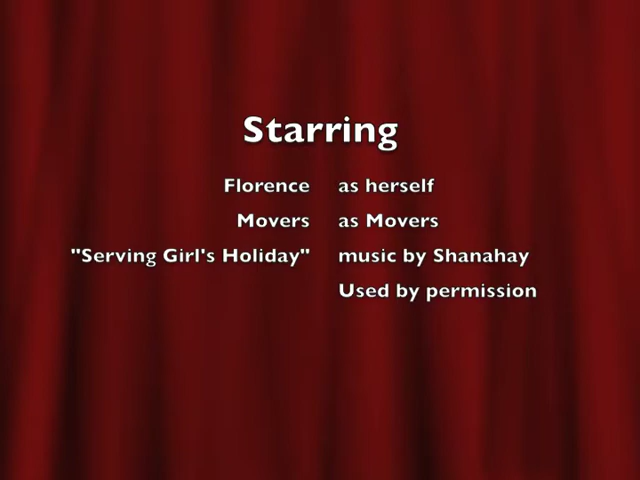 Starring
Florence as herself
Movers as Movers
"Serving Girl's Holiday" music by Shanahay
Used by permission